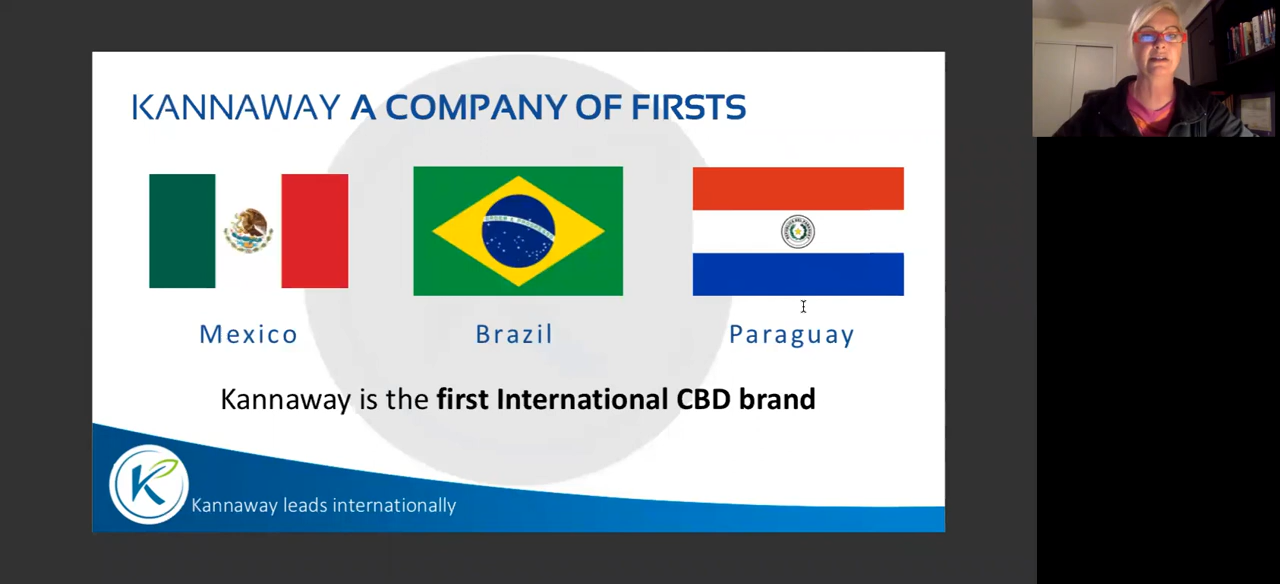 KANNAWAY A COMPANY OF FIRSTS
Mexico
Brazil
Paraguay
Kannaway is the first International CBD brand
Kannaway leads internationally